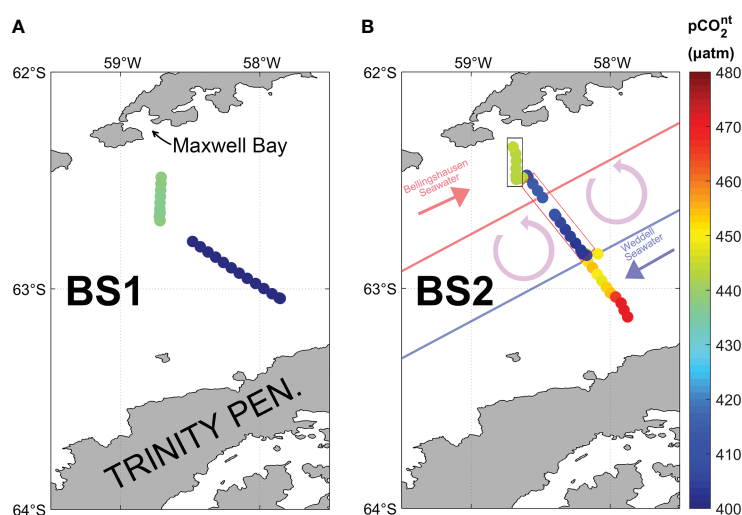 A
B
pCO₂ⁿᵗ
(µatm)
59°W
58°W
59°W
58°W
62°S
63°S
64°S
62°S
63°S
64°S
Maxwell Bay
BS1
TRINITY PEN.
Bellingshausen
Seawater
Weddell
Seawater
BS2
480
470
460
450
440
430
420
410
400